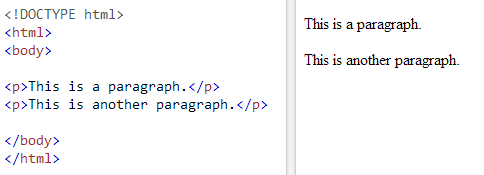 <!DOCTYPE html>
<html>
<body>

<p>This is a paragraph.</p>
<p>This is another paragraph.</p>

</body>
</html>

This is a paragraph.
This is another paragraph.